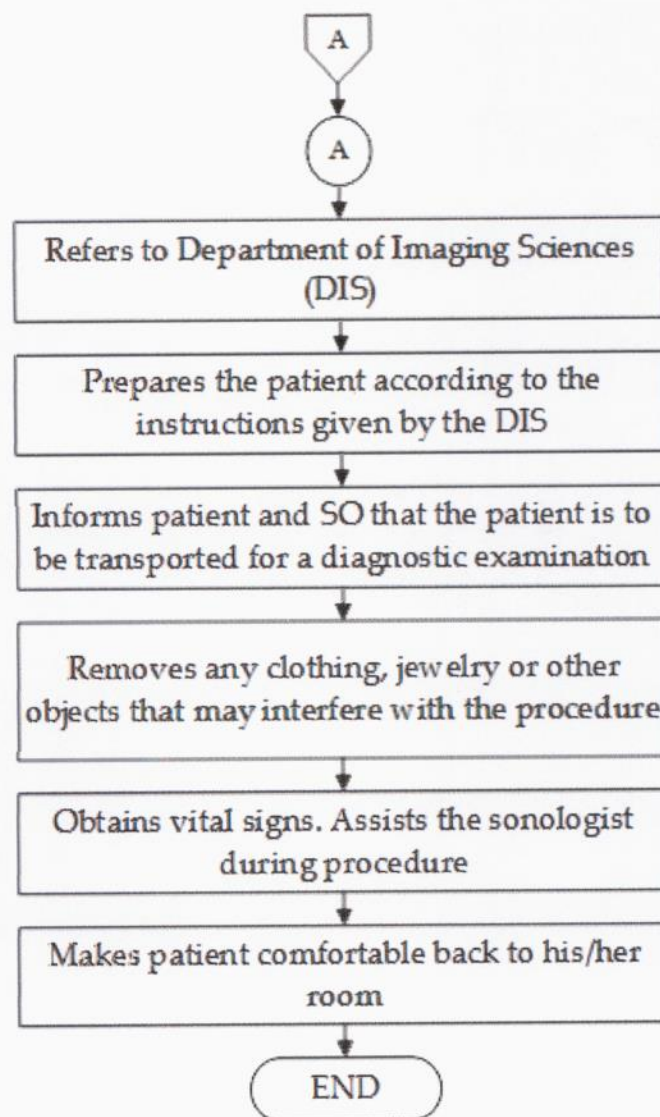 A
A
Refers to Department of Imaging Sciences
(DIS)
Prepares the patient according to the
instructions given by the DIS
Informs patient and SO that the patient is to
be transported for a diagnostic examination
Removes any clothing, jewelry or other
objects that may interfere with the procedure
Obtains vital signs. Assists the sonologist
during procedure
Makes patient comfortable back to his/her
room
END